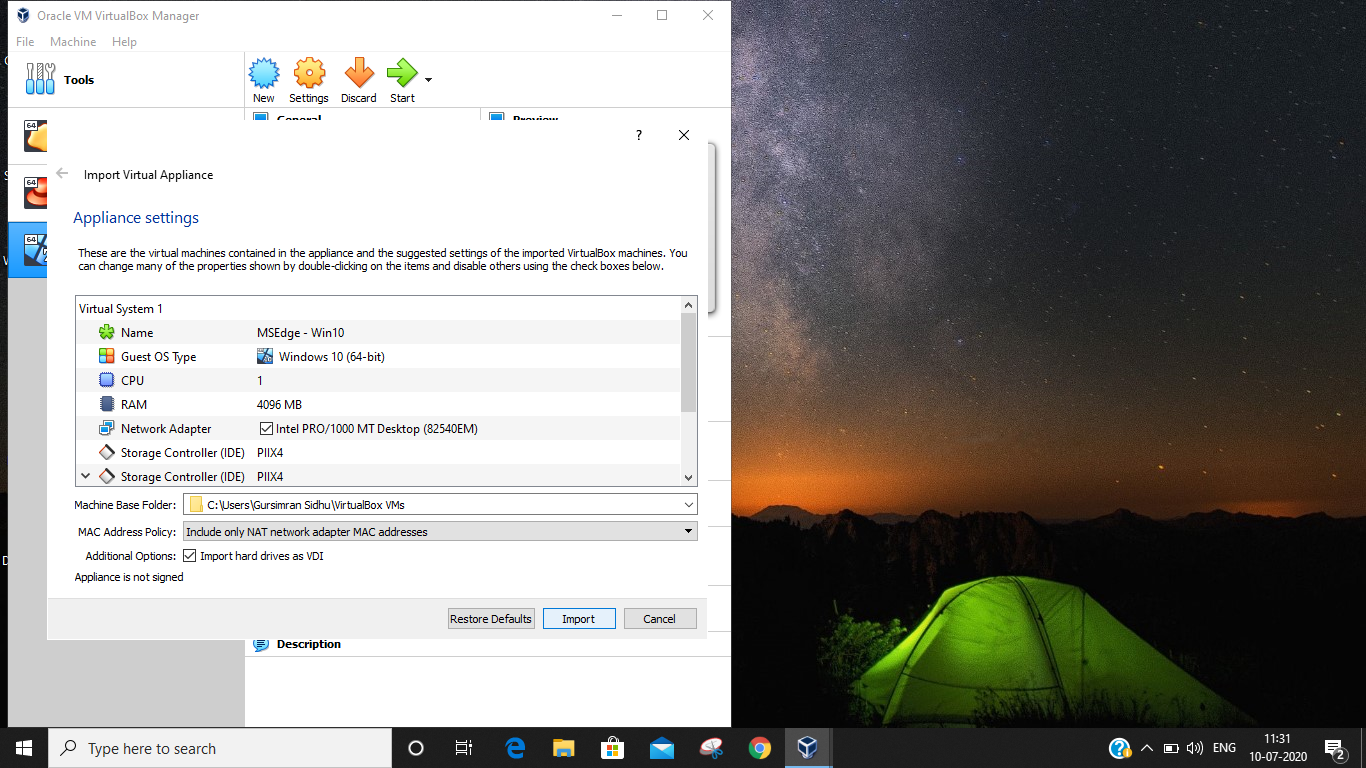 Oracle VM VirtualBox Manager
File Machine Help
Tools
New Settings Discard Start
General Preview
64
64
64
?
Import Virtual Appliance
Appliance settings
These are the virtual machines contained in the appliance and the suggested settings of the imported VirtualBox machines. You
can change many of the properties shown by double-clicking on the items and disable others using the check boxes below.
Virtual System 1
Name MSEdge - Win10
Guest OS Type Windows 10 (64-bit)
CPU 1
RAM 4096 MB
Network Adapter Intel PRO/1000 MT Desktop (82540EM)
Storage Controller (IDE) PIIX4
Storage Controller (IDE) PIIX4
Machine Base Folder: C:\Users\Gursimran Sidhu\VirtualBox VMs
MAC Address Policy: Include only NAT network adapter MAC addresses
Additional Options: Import hard drives as VDI
Appliance is not signed
Restore Defaults Import Cancel
Description
Type here to search
ENG
11:31
10-07-2020
2